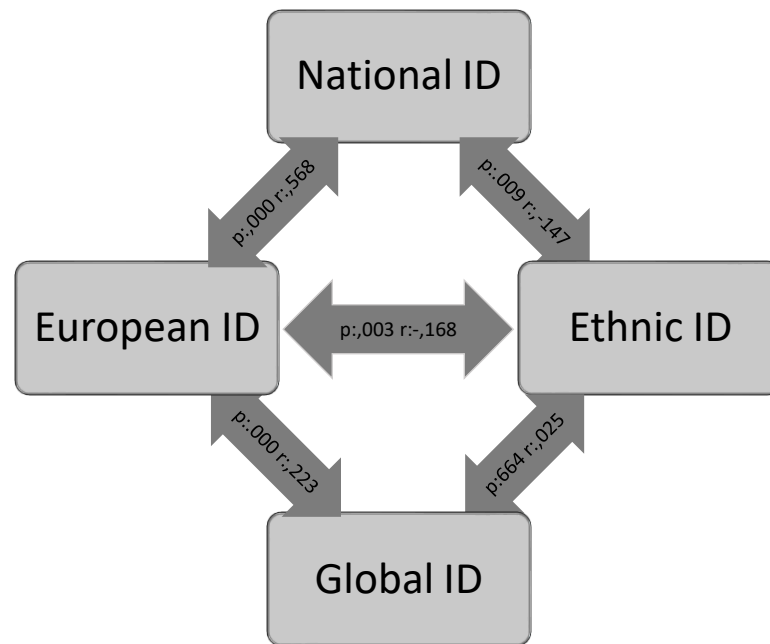 National ID
p:,000 r:,568
p:.009 r:,-147
European ID
p:,003 r:-,168
Ethnic ID
p:.000 r:,223
p:664 r:,025
Global ID